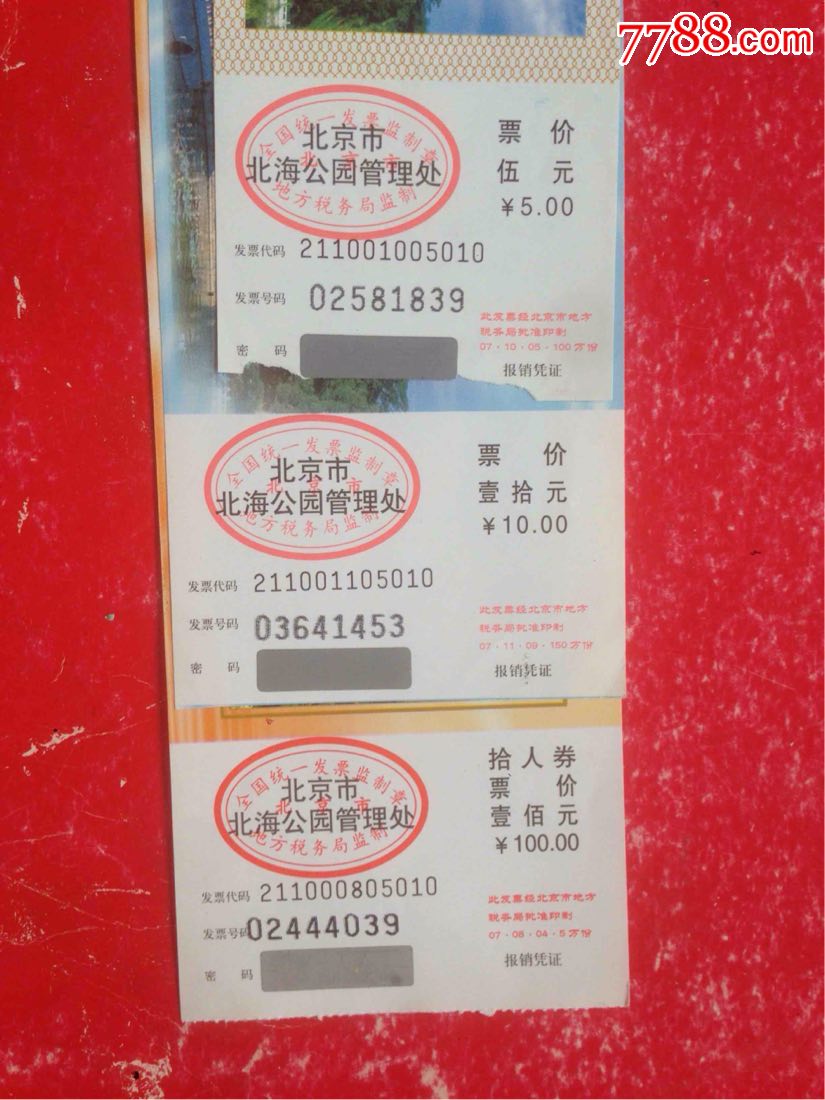 7788.com
全国统一发票监制章
北京市
北京市
北海公园管理处
地方税务局监制
票 价
伍 元
¥5.00
发票代码 211001005010
发票号码 02581839
密 码
此发票经北京市地方
税务局批准印制
07·10·05·100万份
报销凭证
全国统一发票监制章
北京市
北京市
北海公园管理处
地方税务局监制
票 价
壹拾元
¥10.00
发票代码 211001105010
发票号码 03641453
密 码
此发票经北京市地方
税务局批准印制
07·11·09·150万份
报销凭证
全国统一发票监制章
北京市
北京市
北海公园管理处
地方税务局监制
拾人券
票 价
壹佰元
¥100.00
发票代码 211000805010
发票号码 02444039
密 码
此发票经北京市地方
税务局批准印制
07·08·04·5万份
报销凭证